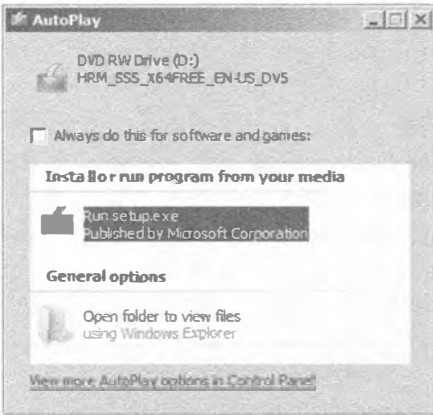 AutoPlay
DVD RW Drive (D:)
HRM_SSS_X64FREE_EN-US_DV5
Always do this for software and games:
Install or run program from your media
Run setup.exe
Published by Microsoft Corporation
General options
Open folder to view files
using Windows Explorer
View more AutoPlay options in Control Panel